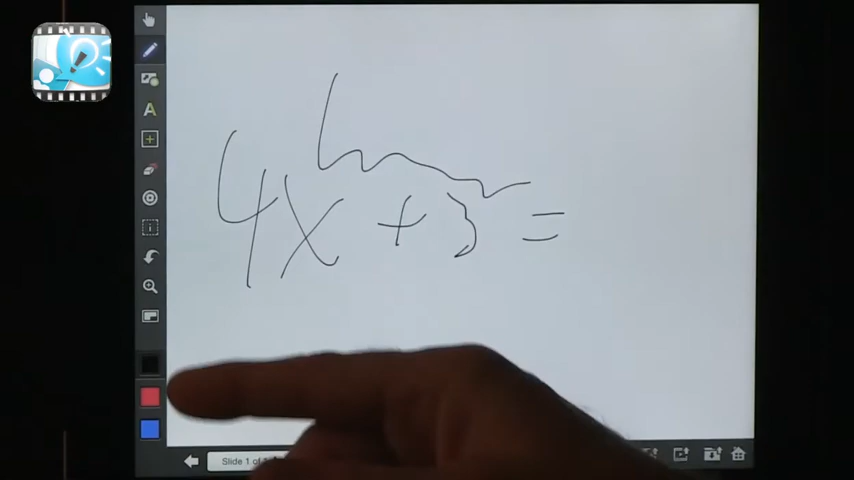 4x + 3 =
A
Slide 1 of